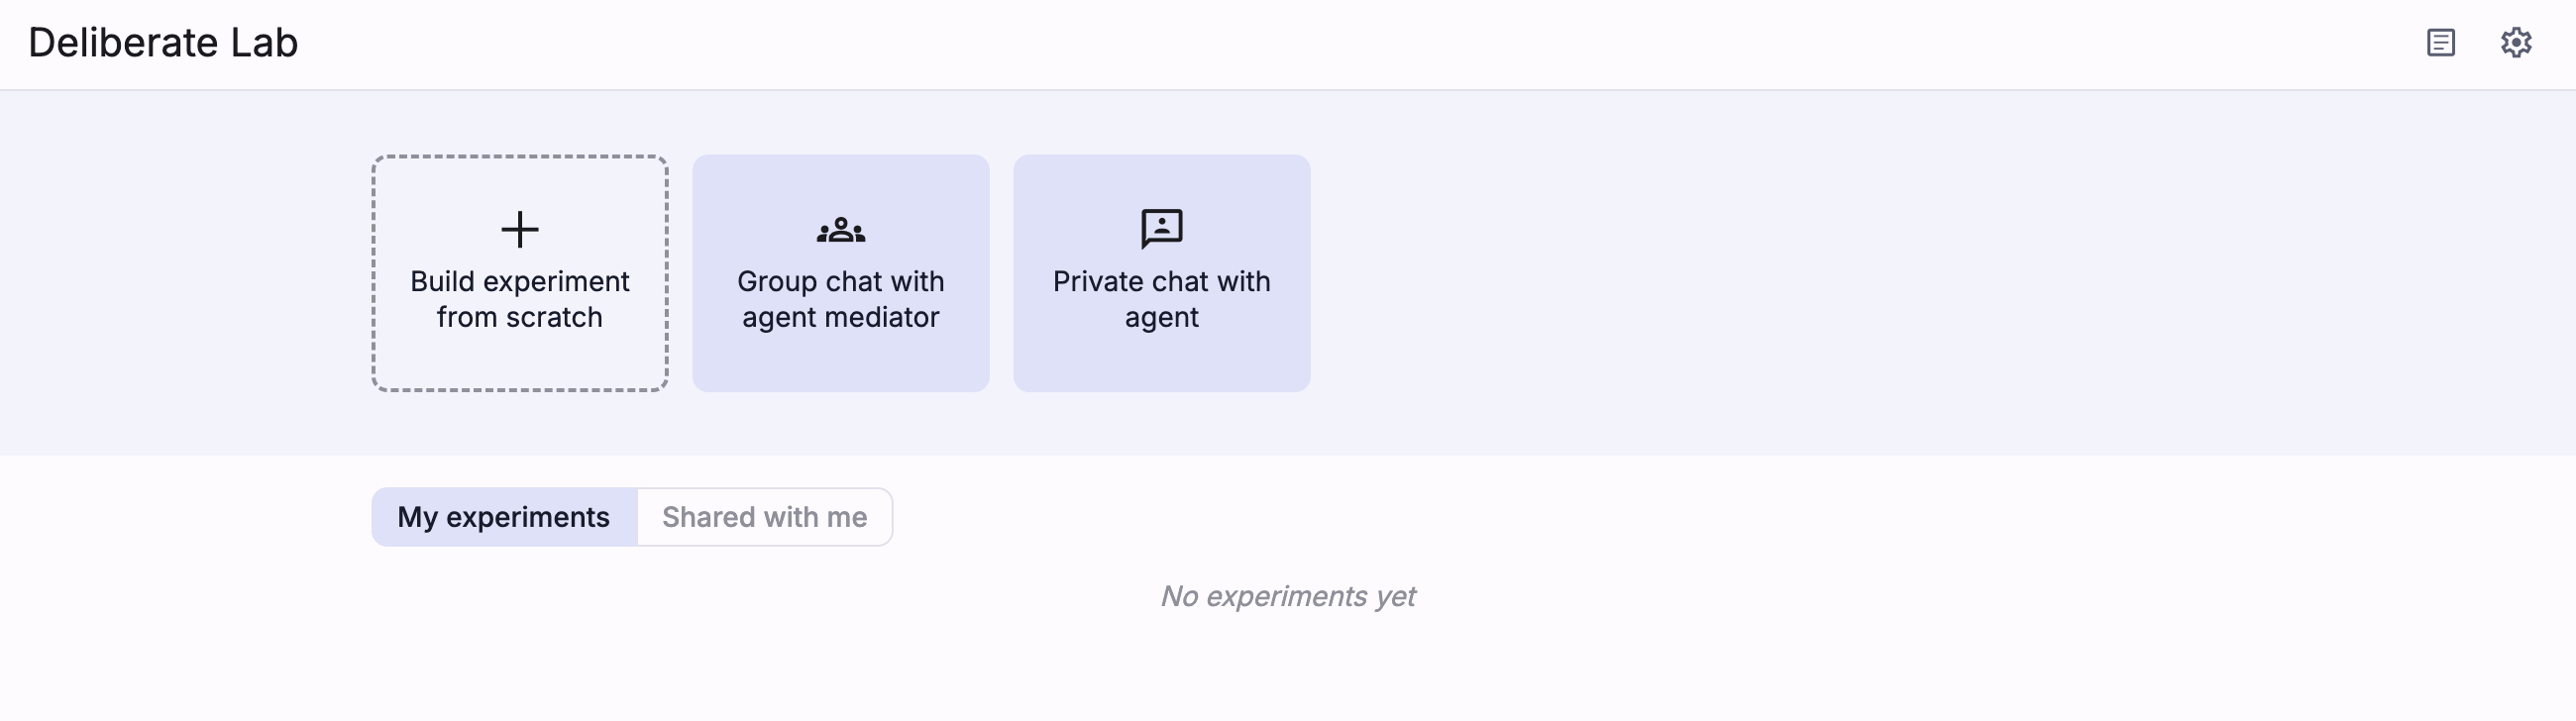 Deliberate Lab
Build experiment
from scratch
Group chat with
agent mediator
Private chat with
agent
My experiments
Shared with me
No experiments yet